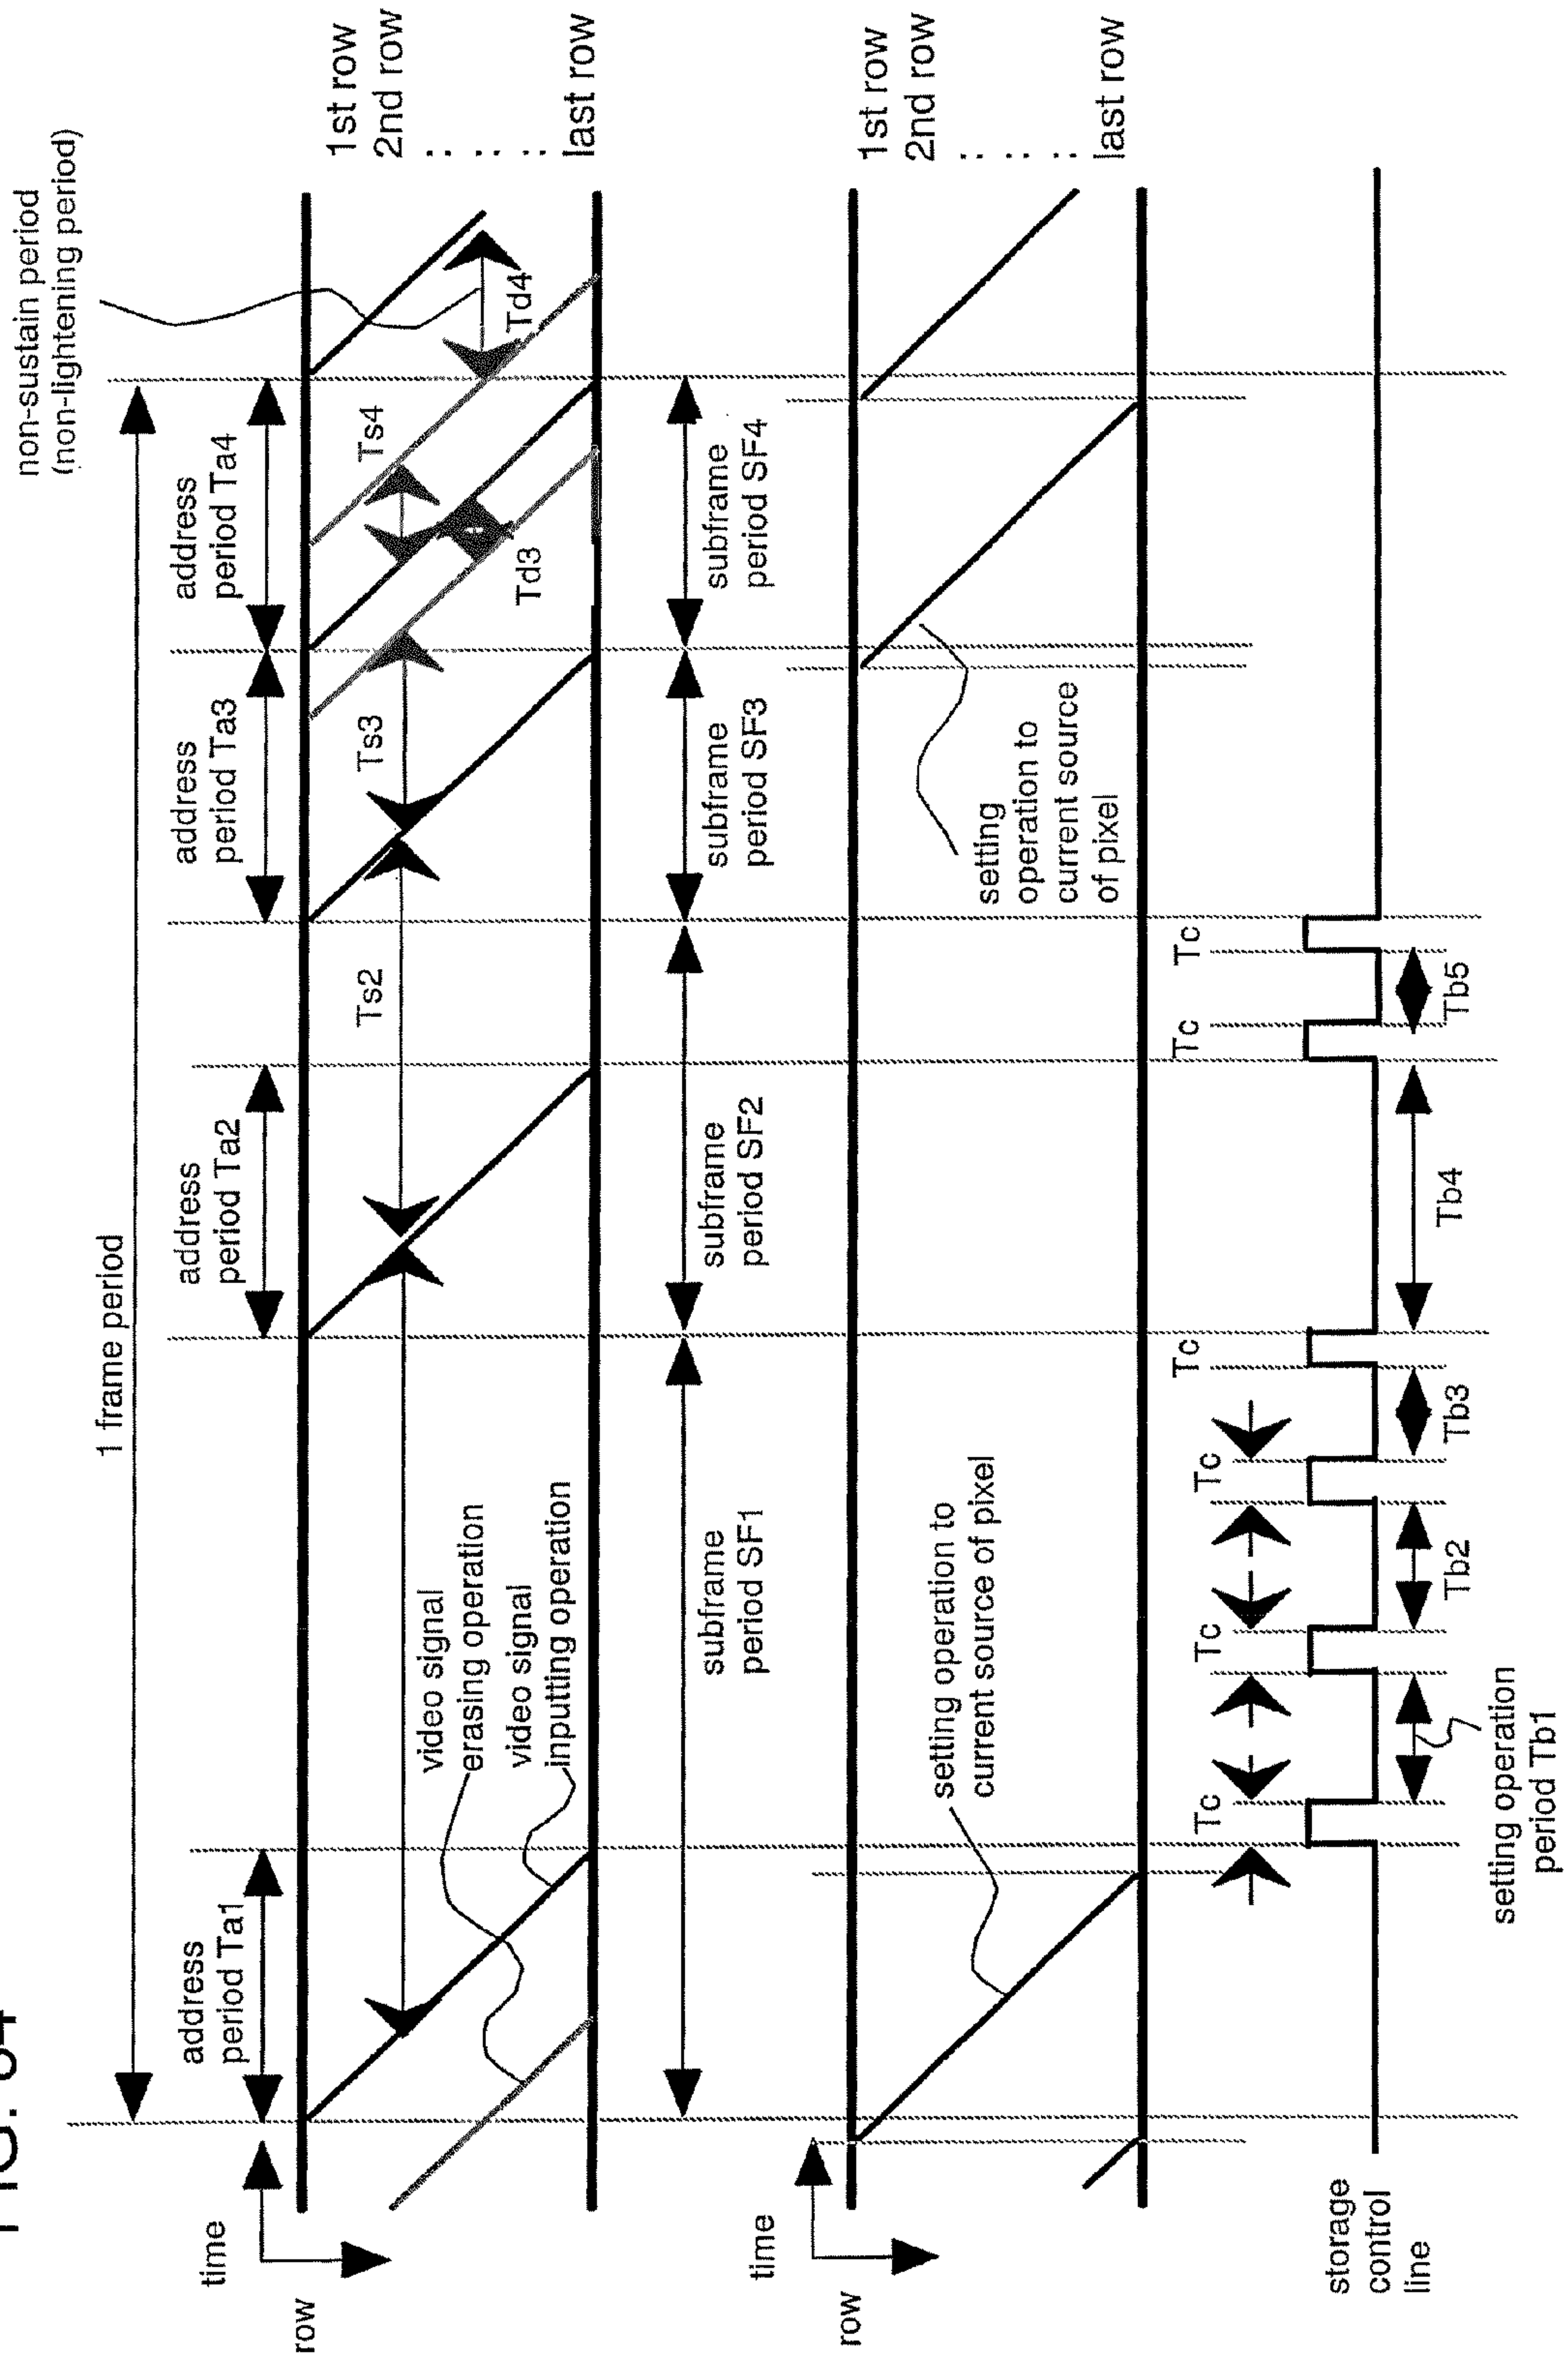 1 frame period
non-sustain period
(non-lightening period)
address
period Ta1
address
period Ta2
address
period Ta3
address
period Ta4
time
row
Ts2
Ts3
Ts4
Td3
Td4
1st row
2nd row
last row
video signal
erasing operation
video signal
inputting operation
subframe
period SF1
subframe
period SF2
subframe
period SF3
subframe
period SF4
time
row
1st row
2nd row
last row
setting operation to
current source of pixel
setting
operation to
current source
of pixel
Tc
Tc
Tc
Tc
Tc
Tc
storage
control
line
setting operation
period Tb1
Tb2
Tb3
Tb4
Tb5